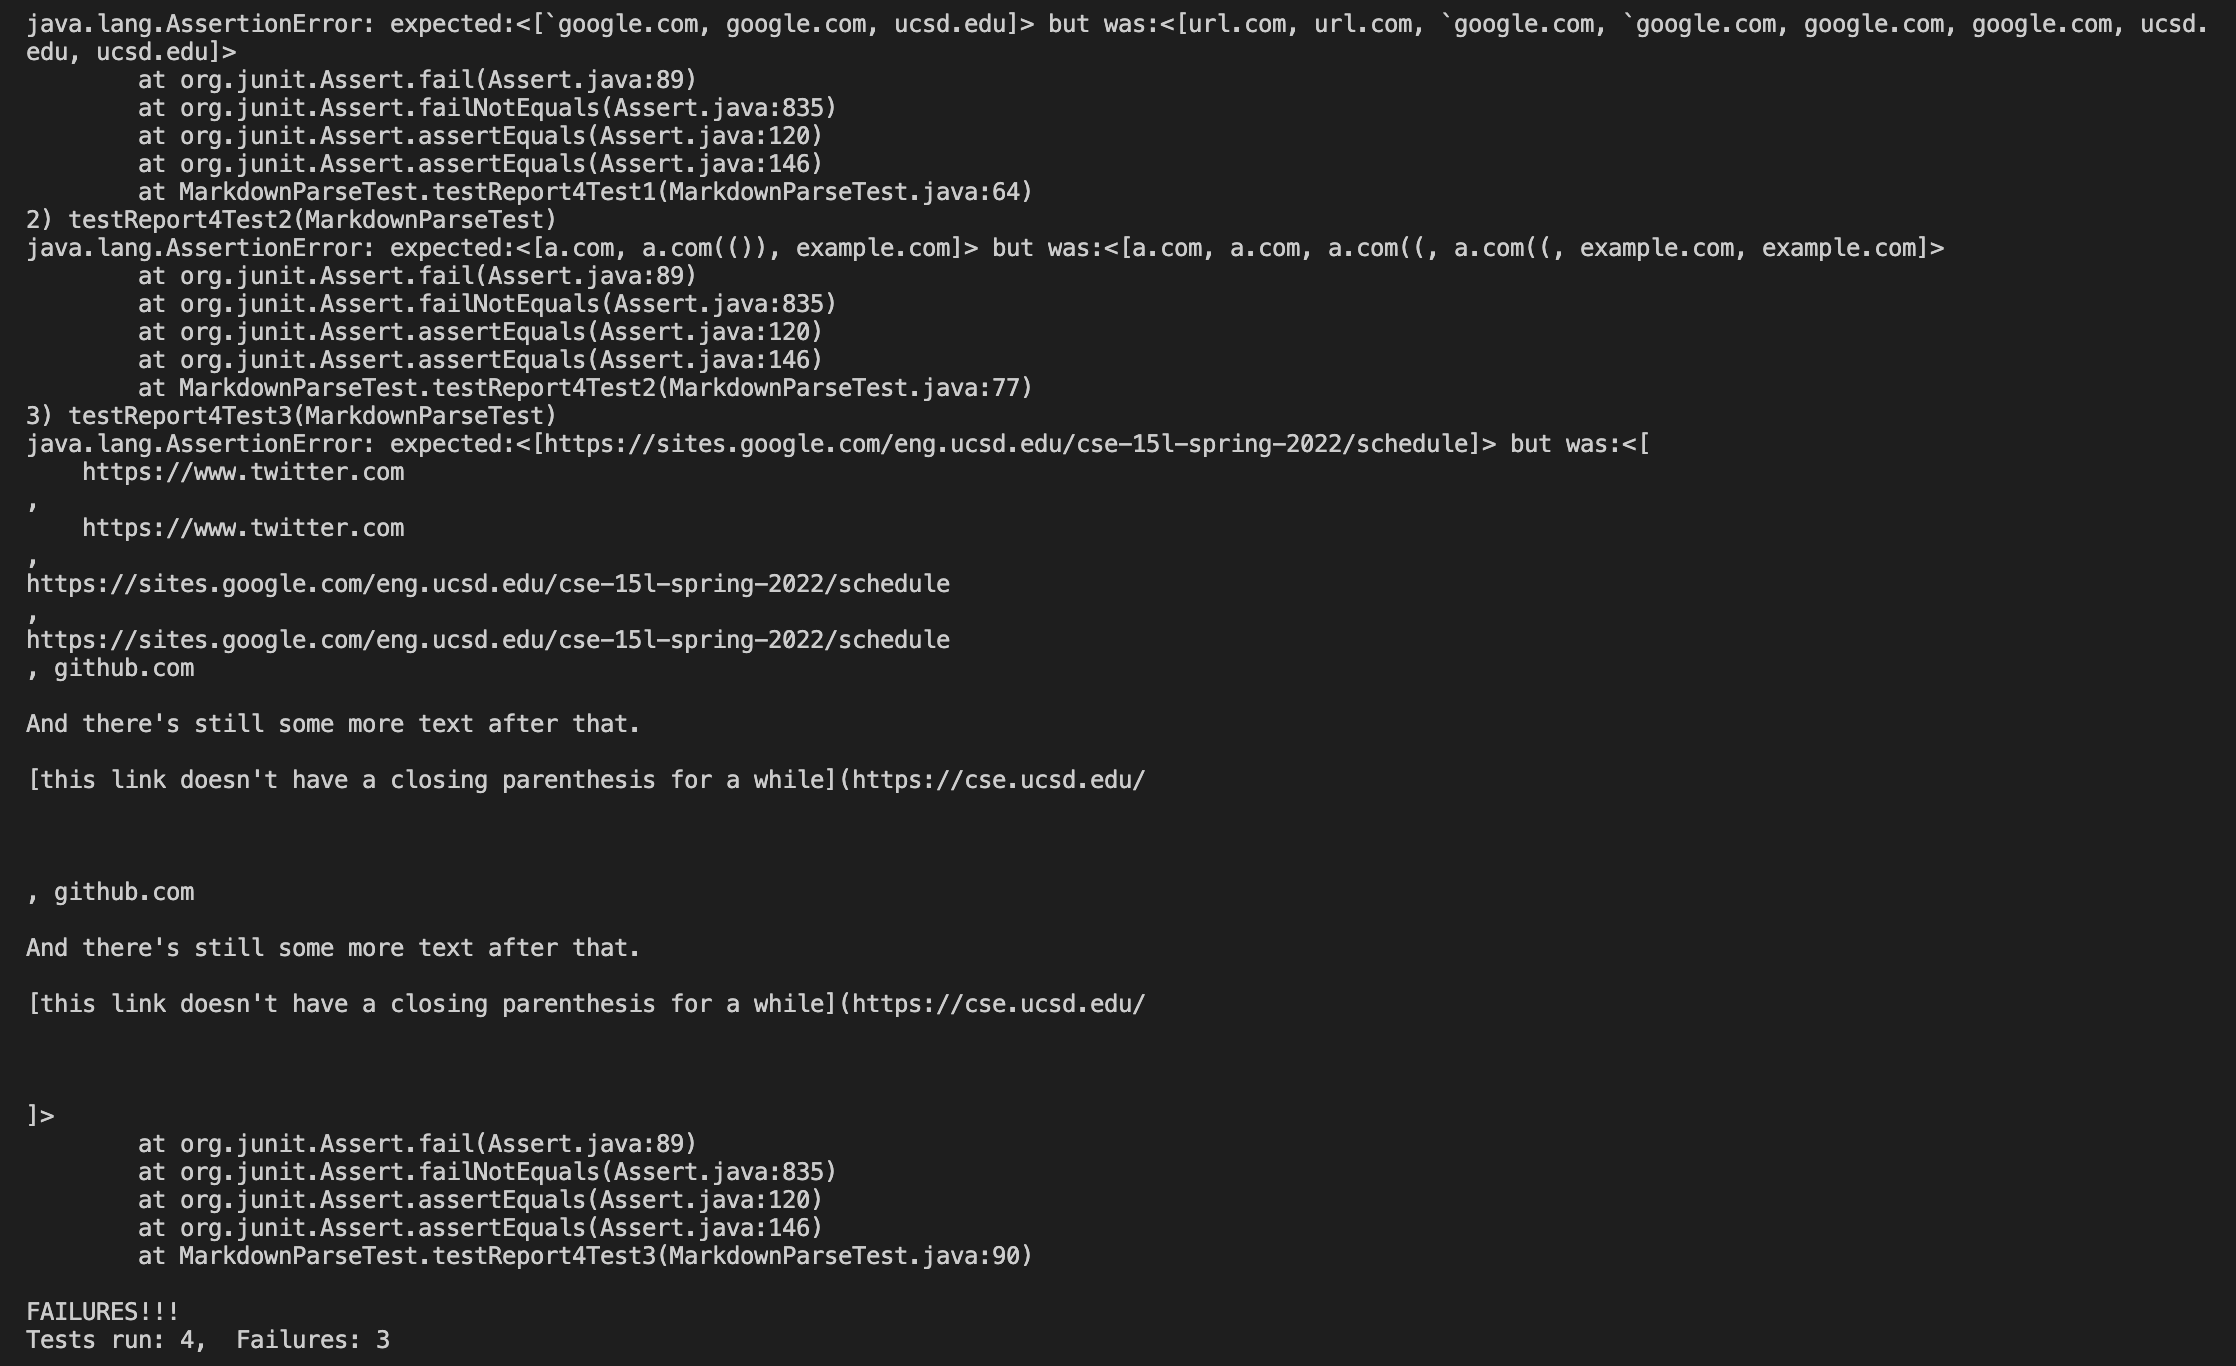 java.lang.AssertionError: expected:<[`google.com, google.com, ucsd.edu]> but was:<[url.com, url.com, `google.com, `google.com, google.com, google.com, ucsd.
edu, ucsd.edu]>
        at org.junit.Assert.fail(Assert.java:89)
        at org.junit.Assert.failNotEquals(Assert.java:835)
        at org.junit.Assert.assertEquals(Assert.java:120)
        at org.junit.Assert.assertEquals(Assert.java:146)
        at MarkdownParseTest.testReport4Test1(MarkdownParseTest.java:64)
2) testReport4Test2(MarkdownParseTest)
java.lang.AssertionError: expected:<[a.com, a.com(()), example.com]> but was:<[a.com, a.com, a.com((, a.com((, example.com, example.com]>
        at org.junit.Assert.fail(Assert.java:89)
        at org.junit.Assert.failNotEquals(Assert.java:835)
        at org.junit.Assert.assertEquals(Assert.java:120)
        at org.junit.Assert.assertEquals(Assert.java:146)
        at MarkdownParseTest.testReport4Test2(MarkdownParseTest.java:77)
3) testReport4Test3(MarkdownParseTest)
java.lang.AssertionError: expected:<[https://sites.google.com/eng.ucsd.edu/cse-15l-spring-2022/schedule]> but was:<[
    https://www.twitter.com
,
    https://www.twitter.com
,
https://sites.google.com/eng.ucsd.edu/cse-15l-spring-2022/schedule
,
https://sites.google.com/eng.ucsd.edu/cse-15l-spring-2022/schedule
, github.com

And there's still some more text after that.

[this link doesn't have a closing parenthesis for a while](https://cse.ucsd.edu/



, github.com

And there's still some more text after that.

[this link doesn't have a closing parenthesis for a while](https://cse.ucsd.edu/



]>
        at org.junit.Assert.fail(Assert.java:89)
        at org.junit.Assert.failNotEquals(Assert.java:835)
        at org.junit.Assert.assertEquals(Assert.java:120)
        at org.junit.Assert.assertEquals(Assert.java:146)
        at MarkdownParseTest.testReport4Test3(MarkdownParseTest.java:90)

FAILURES!!!
Tests run: 4,  Failures: 3